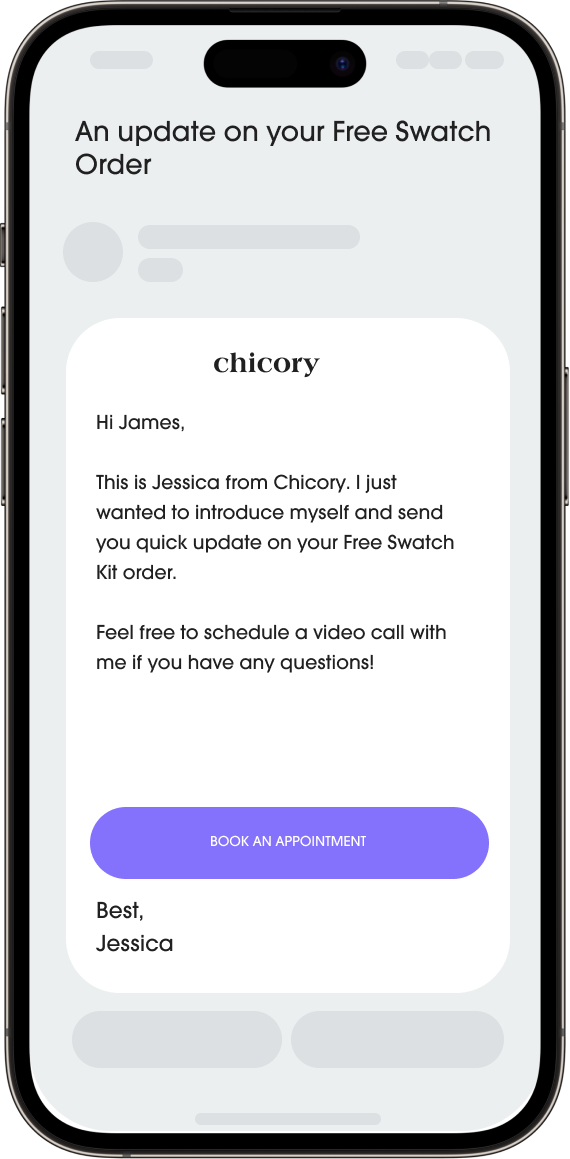 An update on your Free Swatch
Order
chicory
Hi James,
This is Jessica from Chicory. I just
wanted to introduce myself and send
you quick update on your Free Swatch
Kit order.
Feel free to schedule a video call with
me if you have any questions!
BOOK AN APPOINTMENT
Best,
Jessica